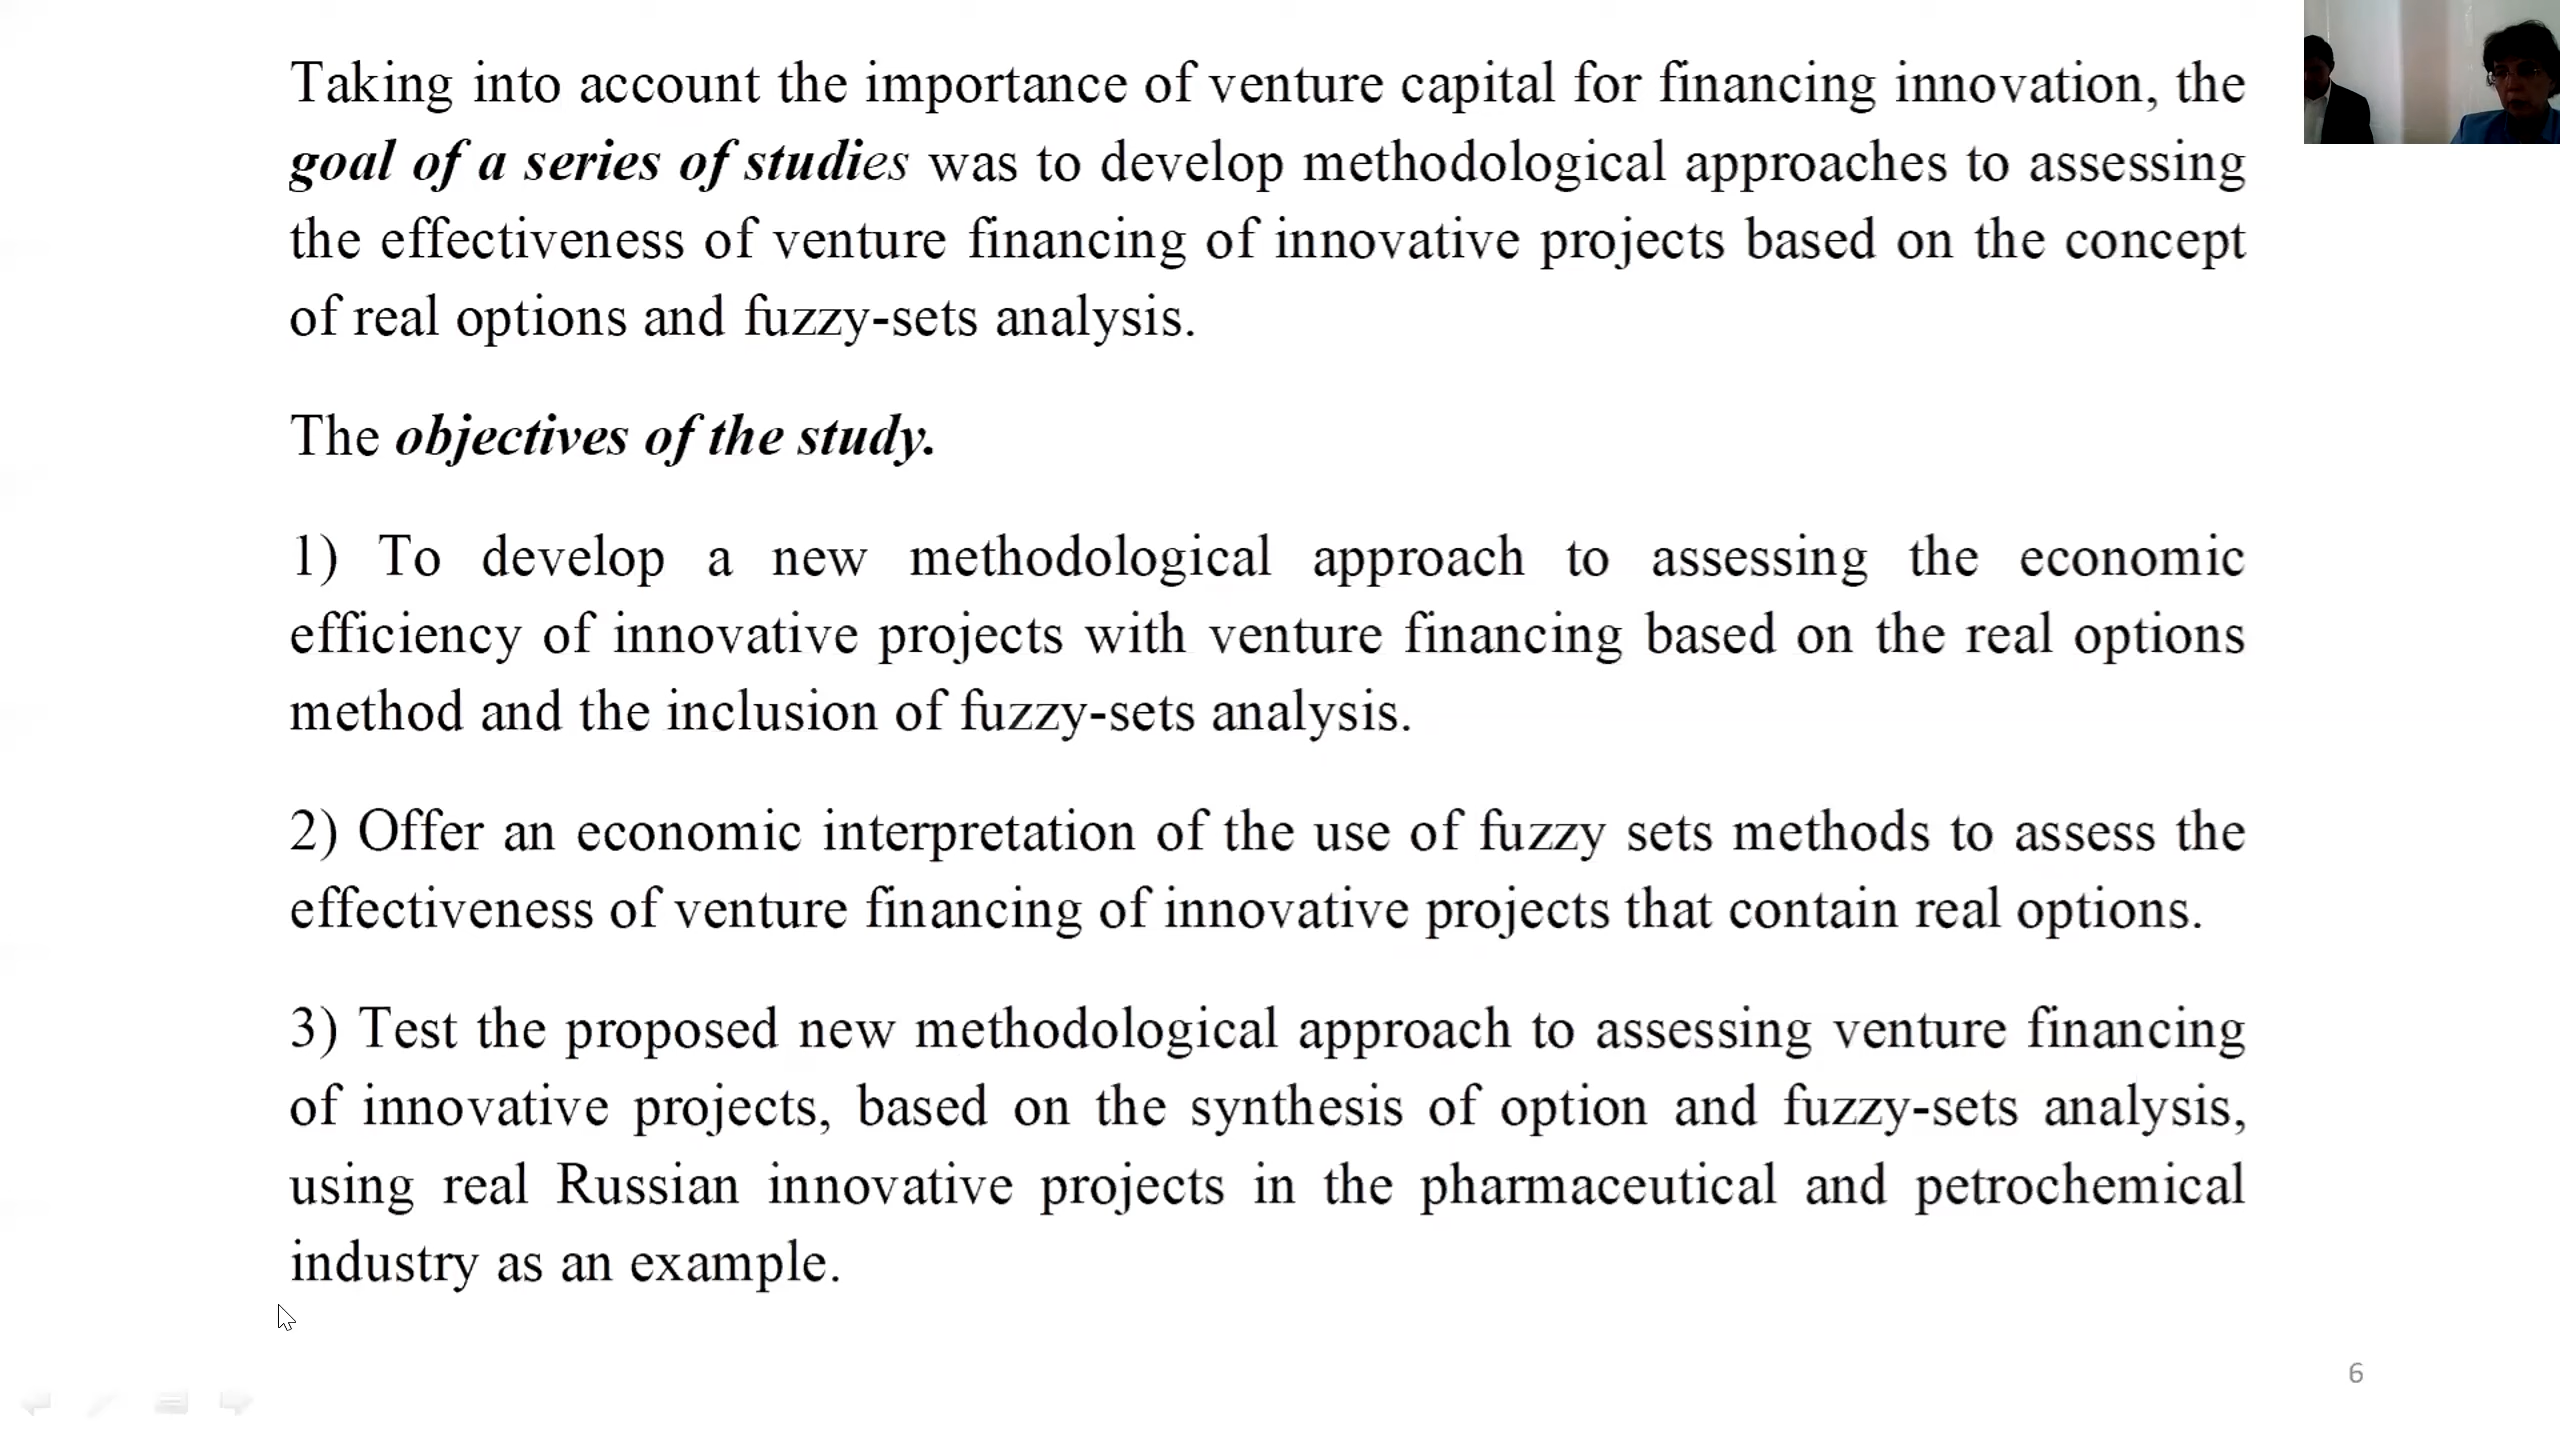 Taking into account the importance of venture capital for financing innovation, the
goal of a series of studies was to develop methodological approaches to assessing
the effectiveness of venture financing of innovative projects based on the concept
of real options and fuzzy-sets analysis.
The objectives of the study.
1) To develop a new methodological approach to assessing the economic
efficiency of innovative projects with venture financing based on the real options
method and the inclusion of fuzzy-sets analysis.
2) Offer an economic interpretation of the use of fuzzy sets methods to assess the
effectiveness of venture financing of innovative projects that contain real options.
3) Test the proposed new methodological approach to assessing venture financing
of innovative projects, based on the synthesis of option and fuzzy-sets analysis,
using real Russian innovative projects in the pharmaceutical and petrochemical
industry as an example.
6